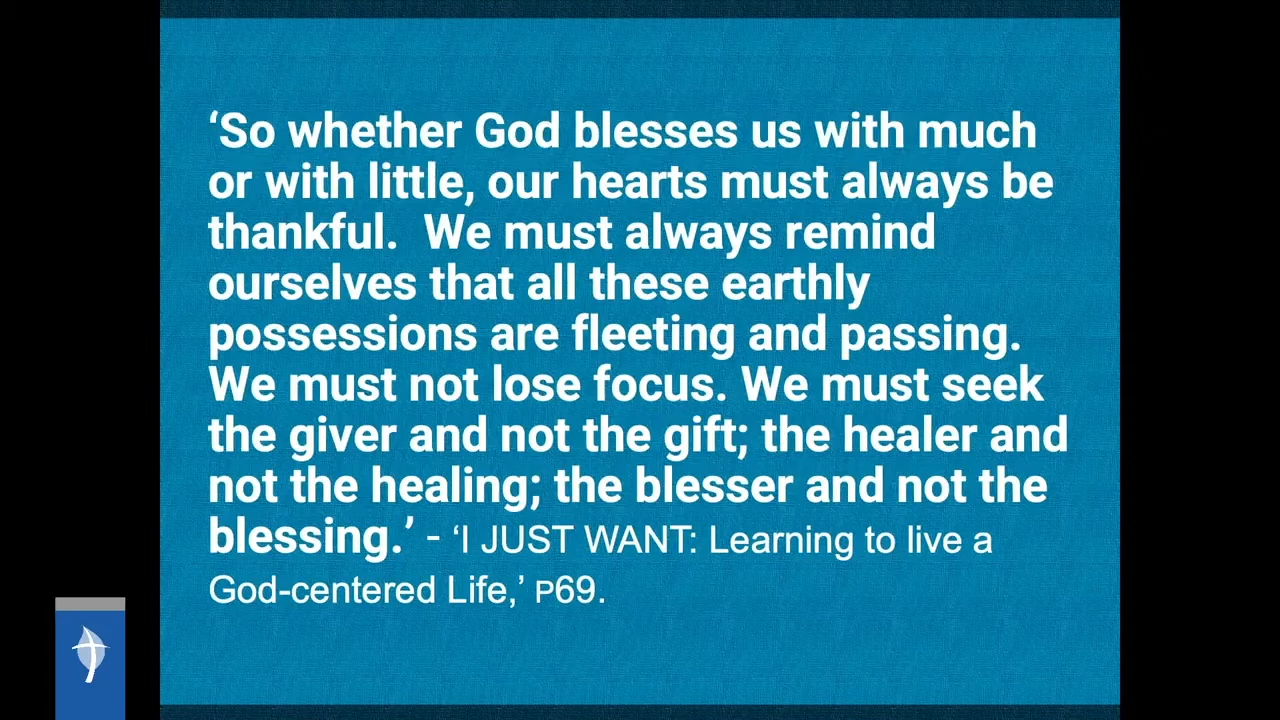 ‘So whether God blesses us with much
or with little, our hearts must always be
thankful.  We must always remind
ourselves that all these earthly
possessions are fleeting and passing.
We must not lose focus. We must seek
the giver and not the gift; the healer and
not the healing; the blesser and not the
blessing.’ - ‘I JUST WANT: Learning to live a
God-centered Life,’ P69.